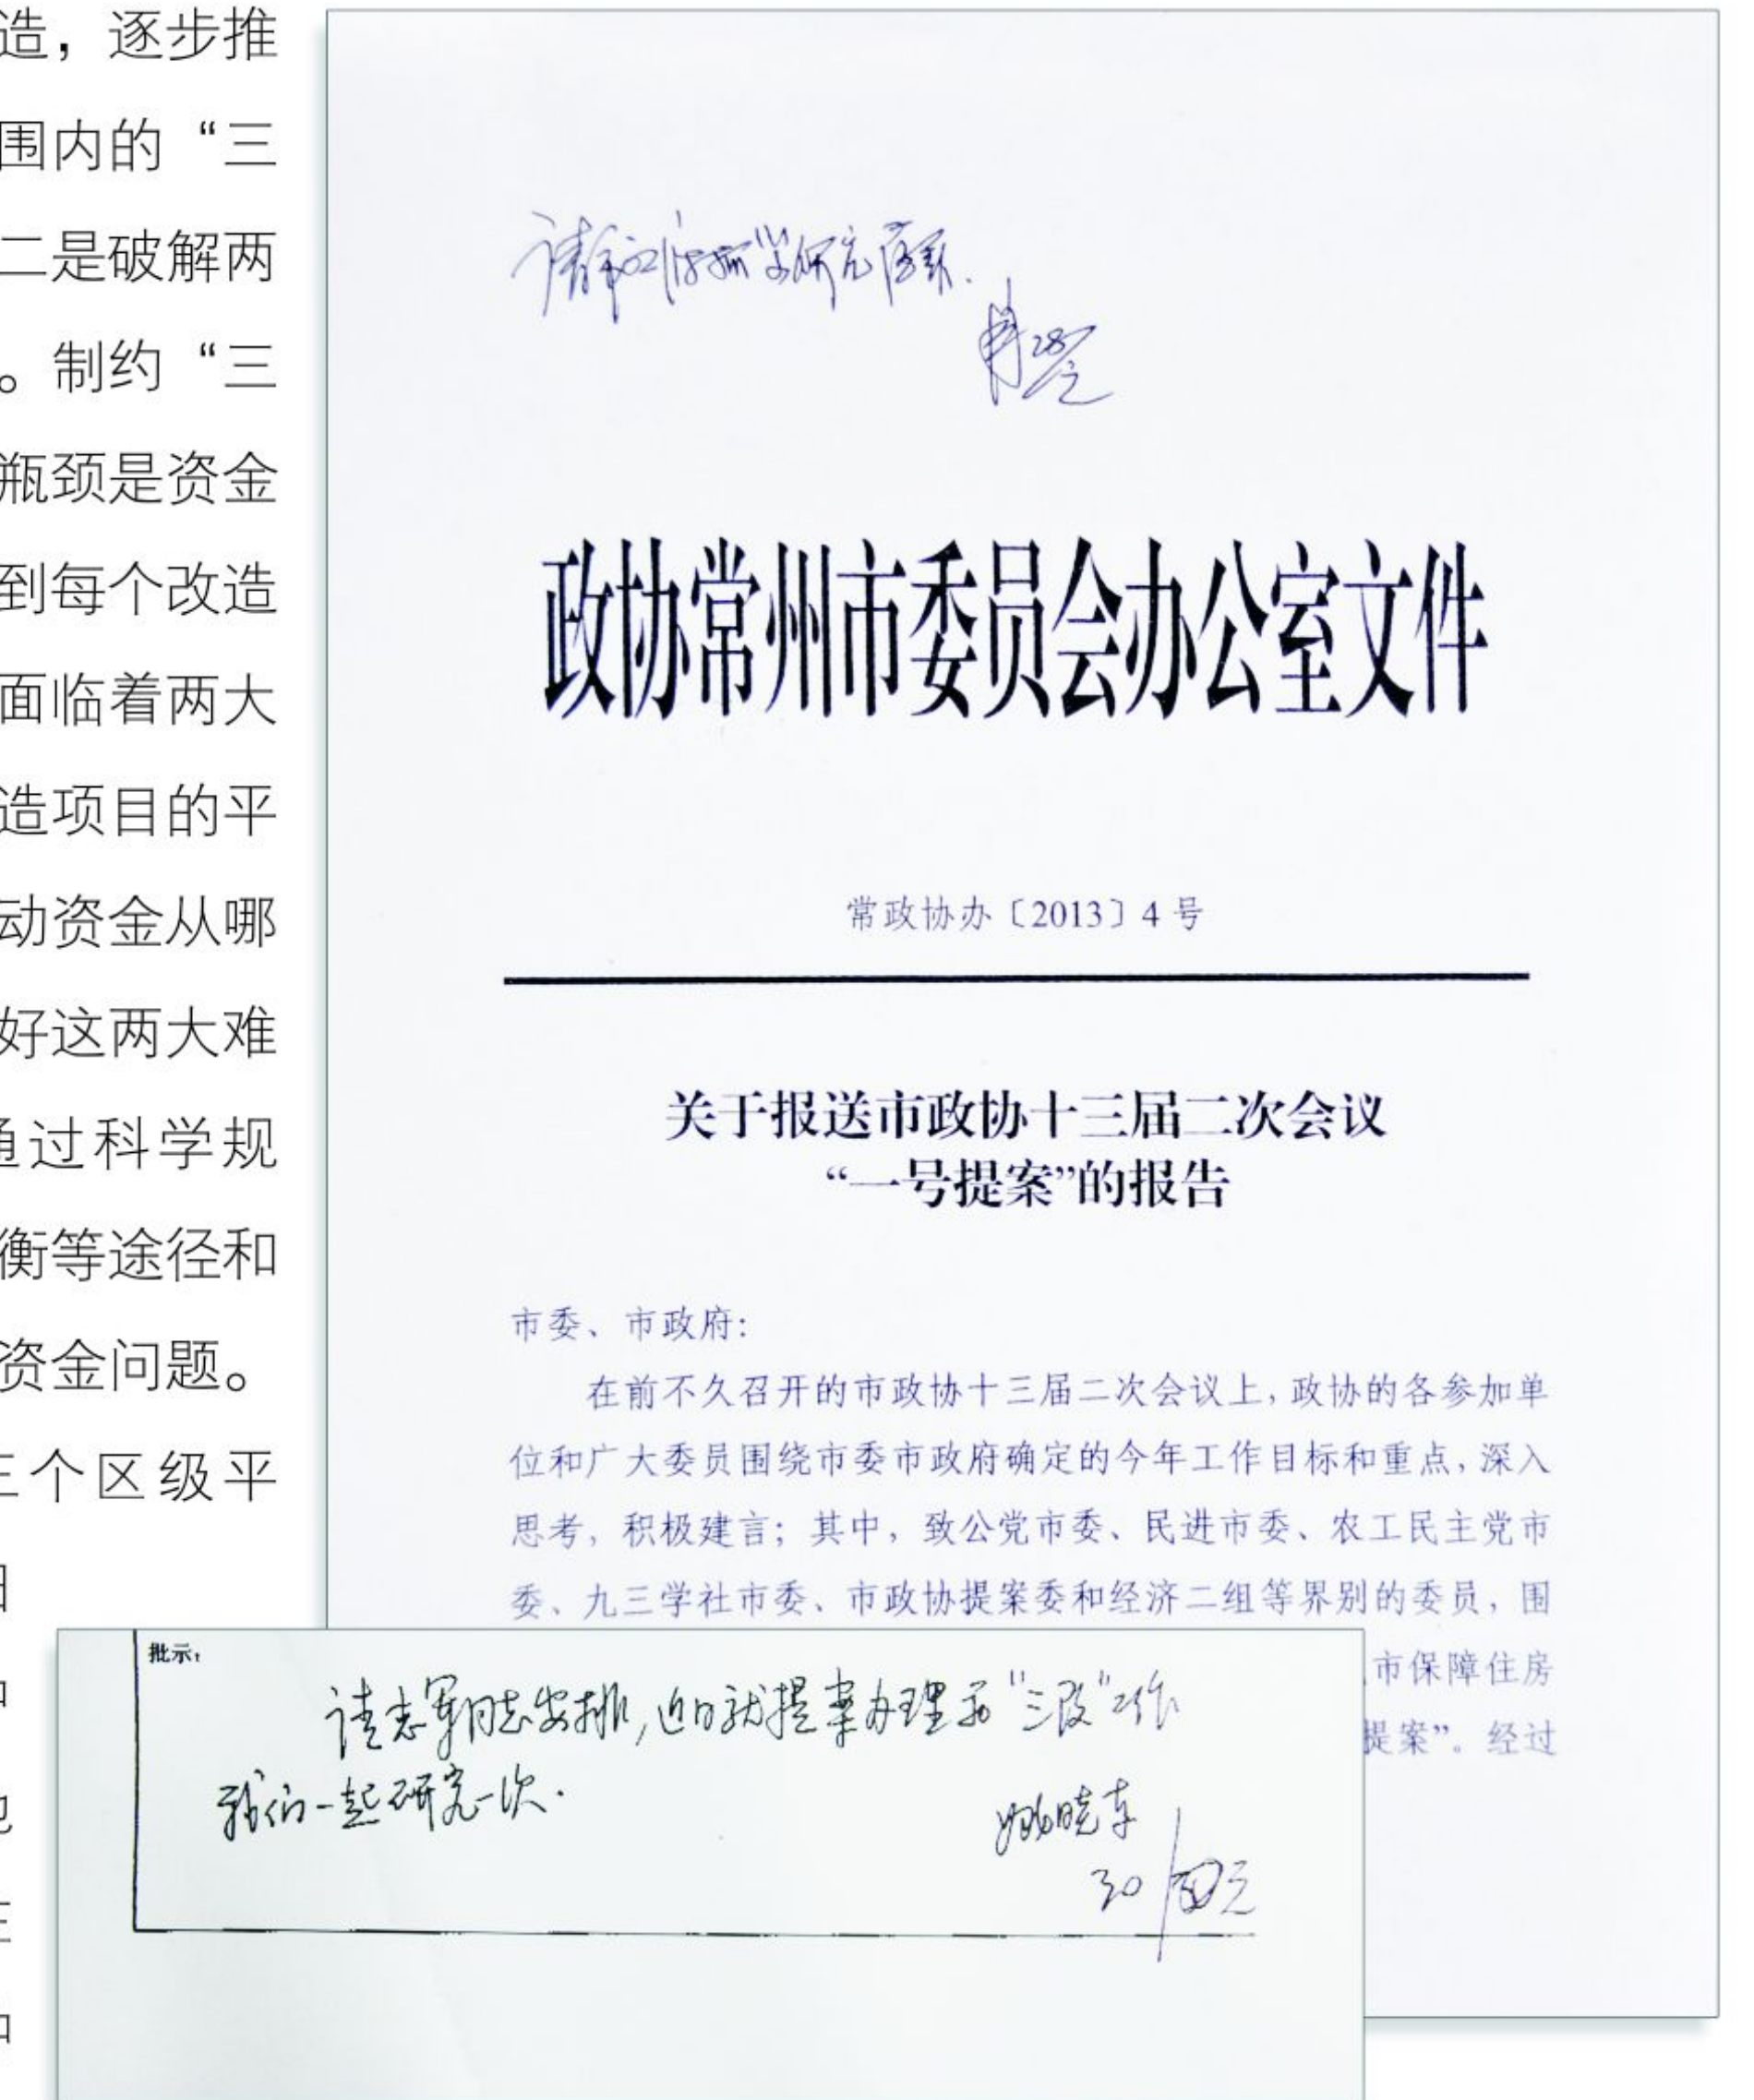 造，逐步推
围内的“三
二是破解两
。制约“三
瓶颈是资金
到每个改造
面临着两大
造项目的平
动资金从哪
好这两大难
通过科学规
衡等途径和
资金问题。
三个区级平
政协常州市委员会办公室文件
常政协办〔2013〕4号
关于报送市政协十三届二次会议
“一号提案”的报告
市委、市政府：
在前不久召开的市政协十三届二次会议上，政协的各参加单
位和广大委员围绕市委市政府确定的今年工作目标和重点，深入
思考，积极建言；其中，致公党市委、民进市委、农工民主党市
委、九三学社市委、市政协提案委和经济二组等界别的委员，围
市保障住房
提案”。经过
批示：
请志军同志安排，近日就提案办理和“三改”工作
我们一起研究一次.
姚晓东